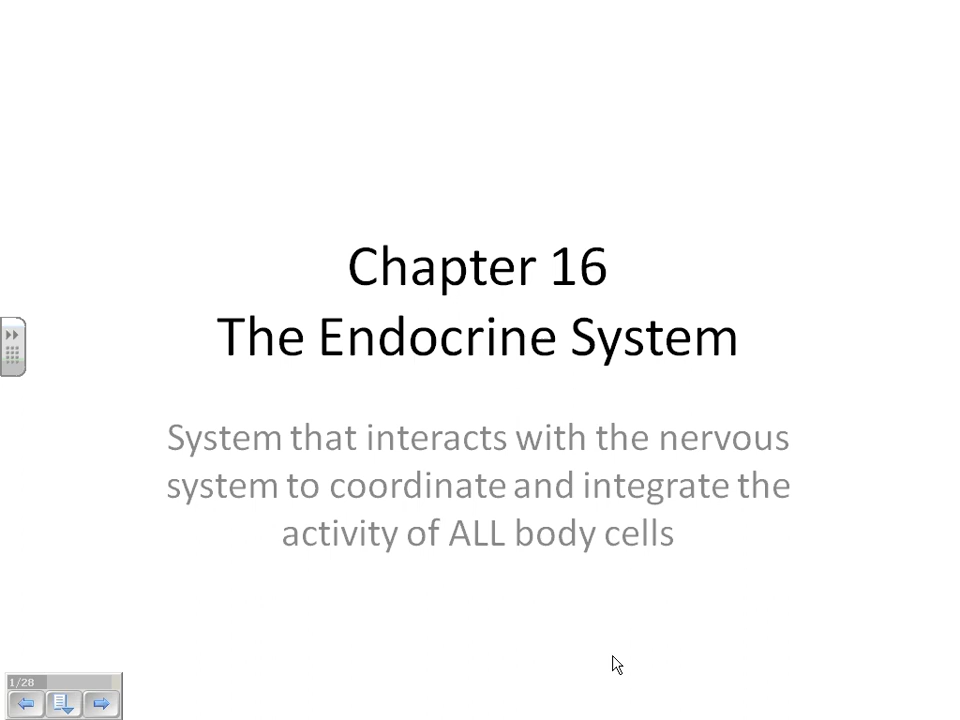 Chapter 16
The Endocrine System
System that interacts with the nervous
system to coordinate and integrate the
activity of ALL body cells
1/28